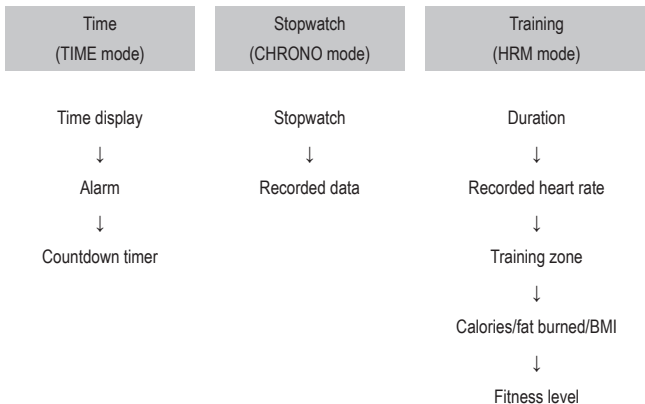 Time
(TIME mode)
Time display
↓
Alarm
↓
Countdown timer
Stopwatch
(CHRONO mode)
Stopwatch
↓
Recorded data
Training
(HRM mode)
Duration
↓
Recorded heart rate
↓
Training zone
↓
Calories/fat burned/BMI
↓
Fitness level